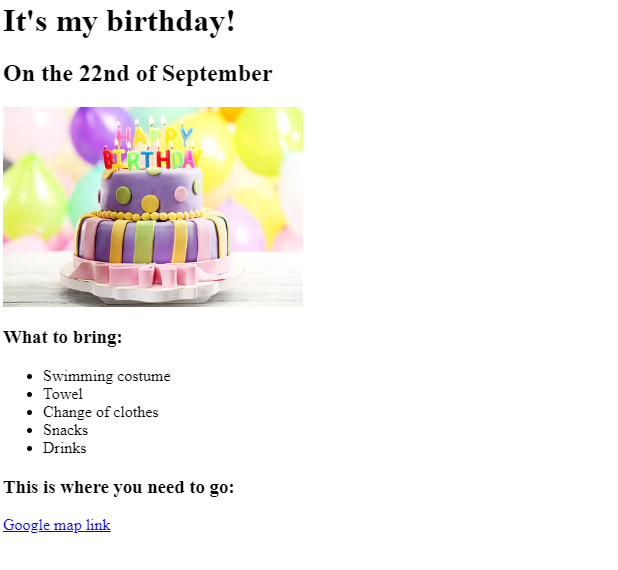 It's my birthday!
On the 22nd of September
HAPPY
BIRTHDAY
What to bring:
Swimming costume
Towel
Change of clothes
Snacks
Drinks
This is where you need to go:
Google map link